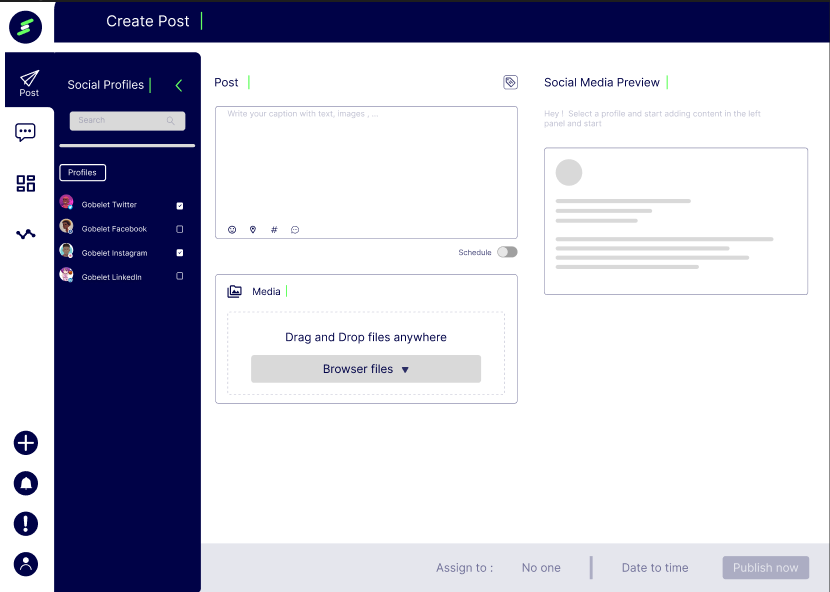 Create Post
Post
Social Profiles
Search
Profiles
Gobelet Twitter
Gobelet Facebook
Gobelet Instagram
Gobelet LinkedIn
Post
Write your caption with text, images , ...
#
Schedule
Media
Drag and Drop files anywhere
Browser files
Social Media Preview
Hey ! Select a profile and start adding content in the left
panel and start
Assign to :
No one
Date to time
Publish now